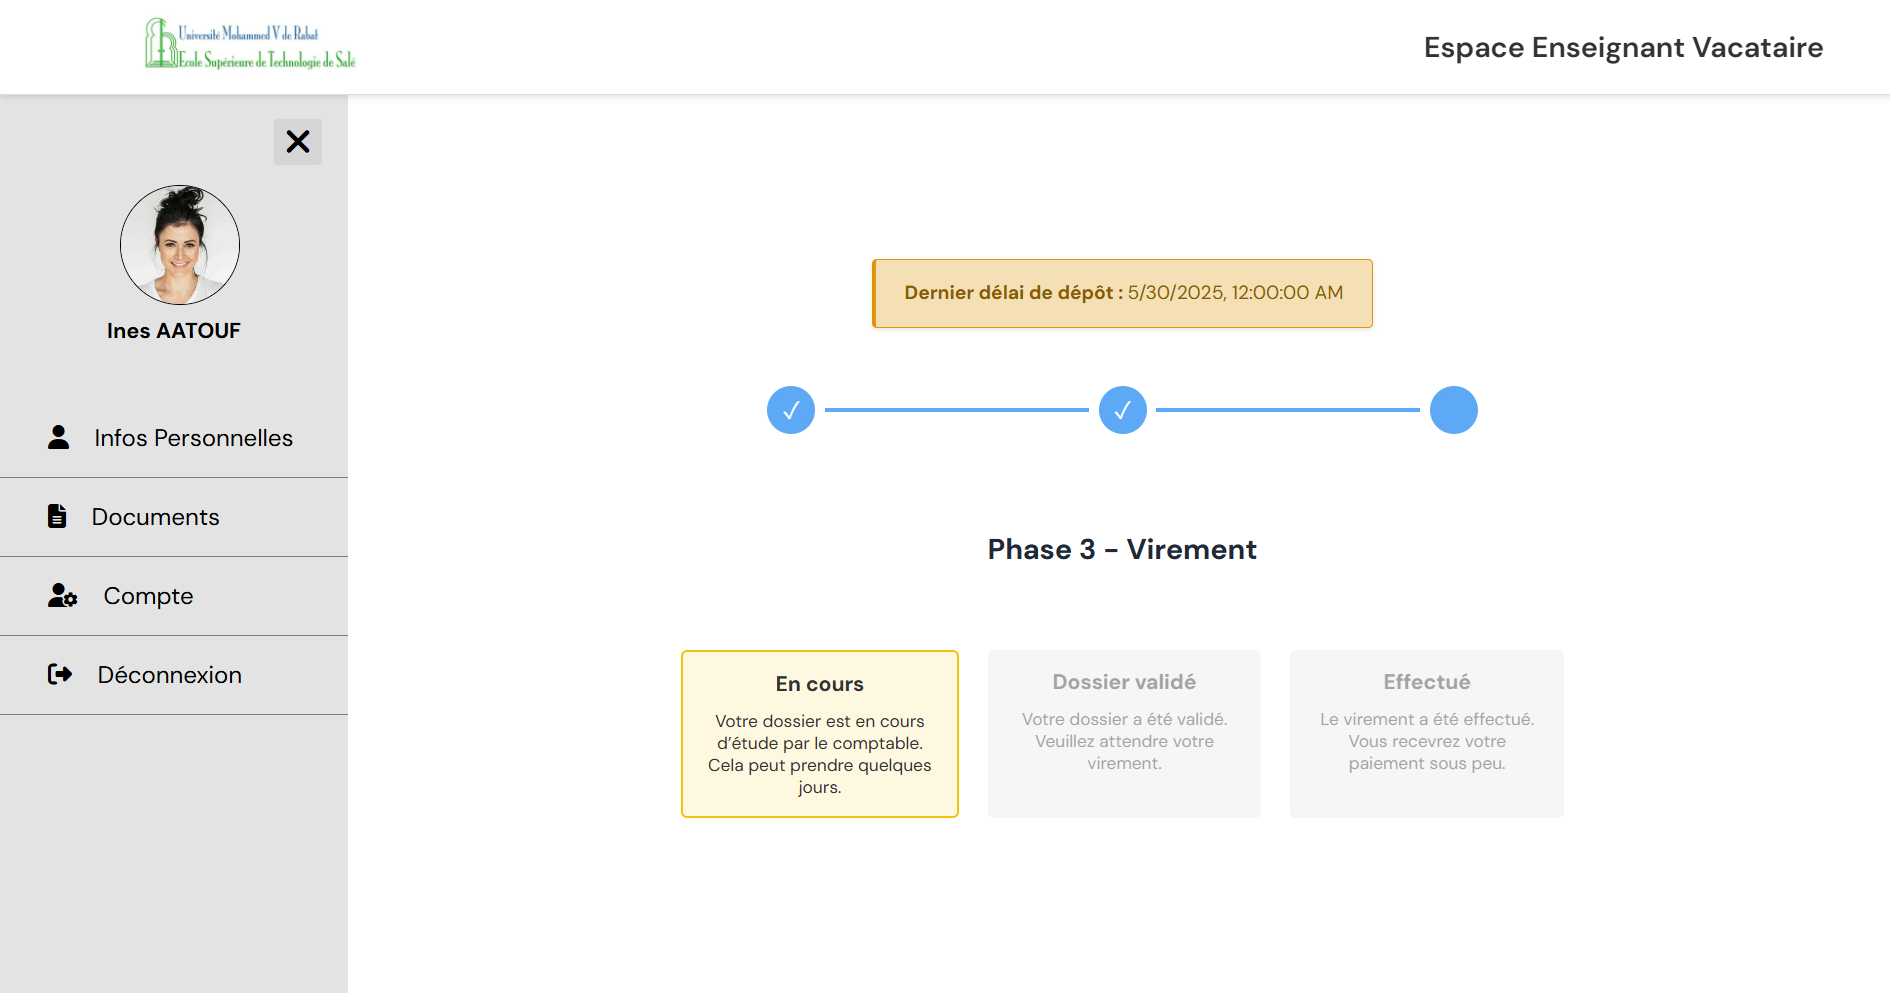 Université Mohammed V de Rabat
Ecole Supérieure de Technologie de Salé
Espace Enseignant Vacataire
Ines AATOUF
Infos Personnelles
Documents
Compte
Déconnexion
Dernier délai de dépôt : 5/30/2025, 12:00:00 AM
Phase 3 - Virement
En cours
Votre dossier est en cours
d’étude par le comptable.
Cela peut prendre quelques
jours.
Dossier validé
Votre dossier a été validé.
Veuillez attendre votre
virement.
Effectué
Le virement a été effectué.
Vous recevrez votre
paiement sous peu.